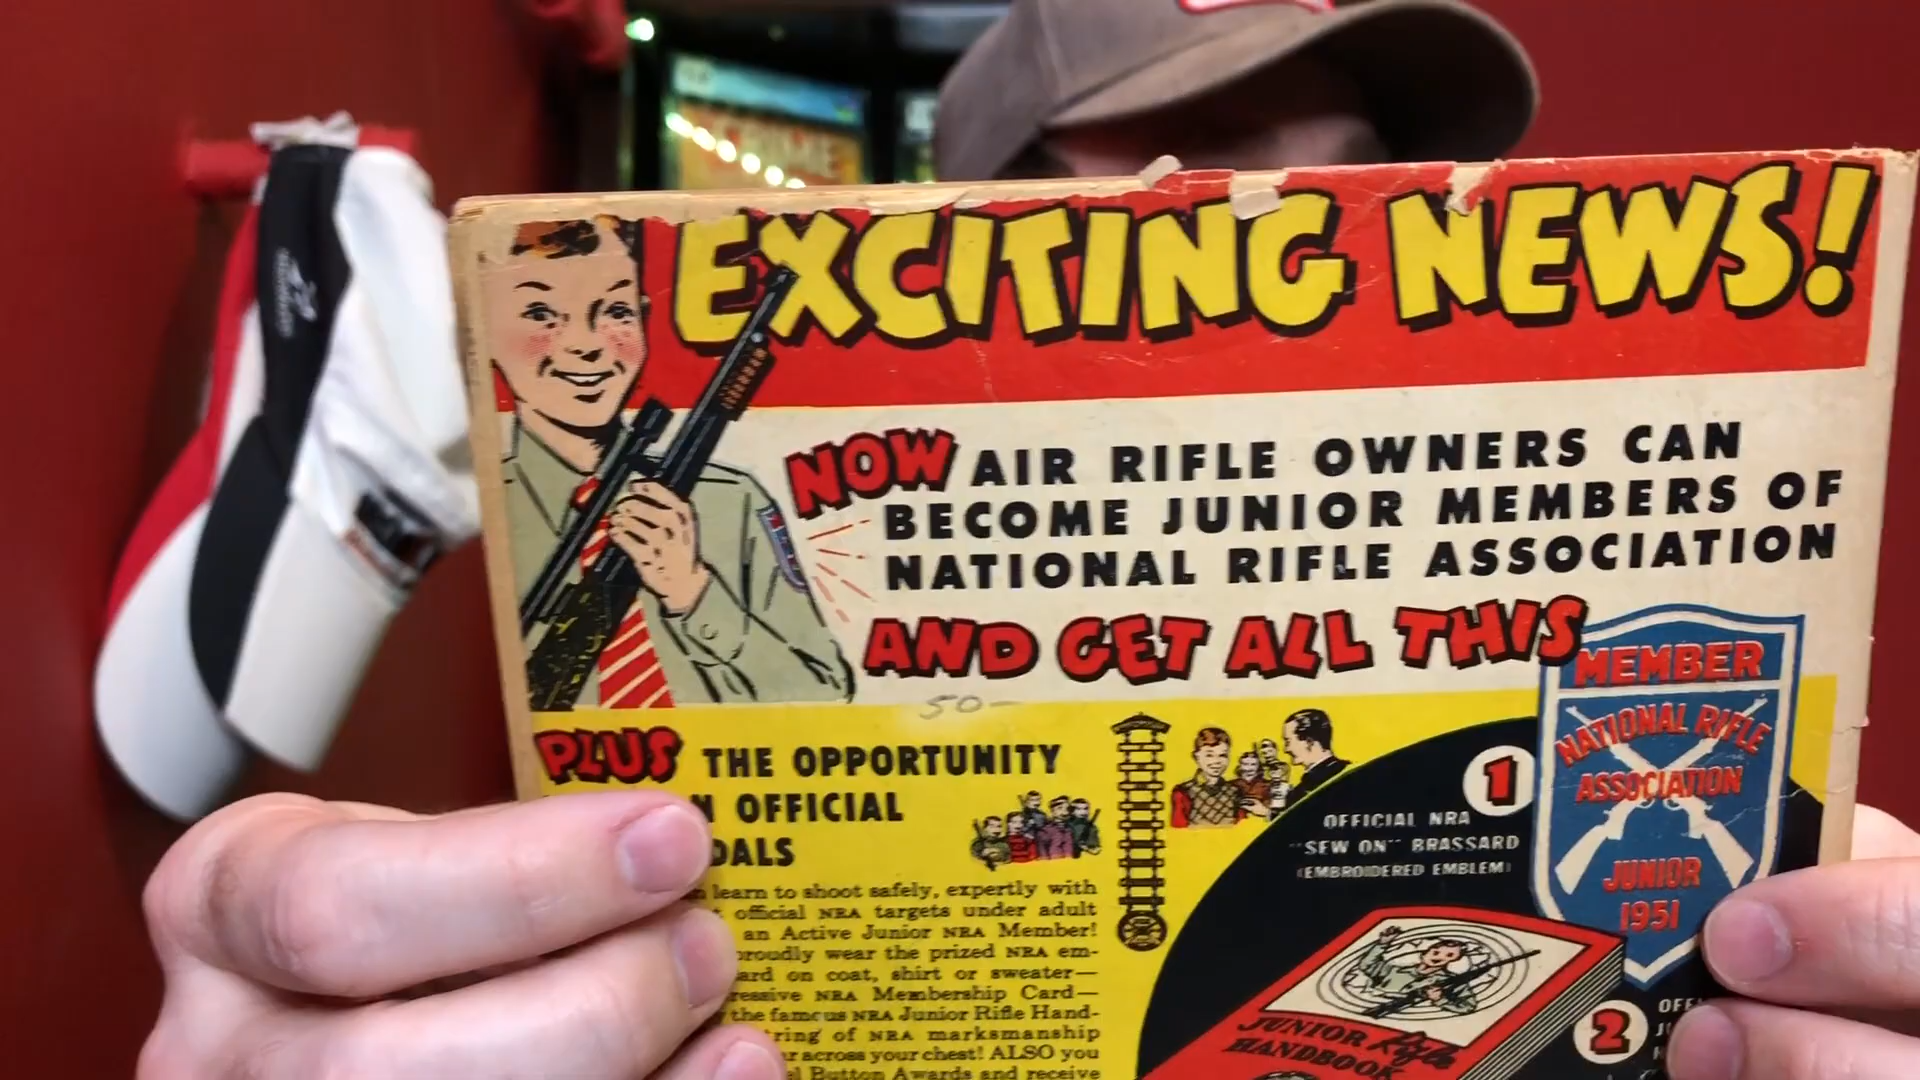 CRIME
EXCITING NEWS!
NOW AIR RIFLE OWNERS CAN
BECOME JUNIOR MEMBERS OF
NATIONAL RIFLE ASSOCIATION
AND GET ALL THIS
50-
PLUS THE OPPORTUNITY
OFFICIAL
learn to shoot safely, expertly with
official NRA targets under adult
an Active Junior NRA Member!
proudly wear the prized NRA em-
on coat, shirt or sweater—
NRA Membership Card—
the famous NRA Junior Rifle Hand-
of NRA marksmanship
across your chest! ALSO you
Button Awards and receive
1
OFFICIAL NRA
"SEW ON" BRASSARD
(EMBROIDERED EMBLEM)
MEMBER
NATIONAL RIFLE
ASSOCIATION
JUNIOR
1951
JUNIOR Rifle
HANDBOOK
2